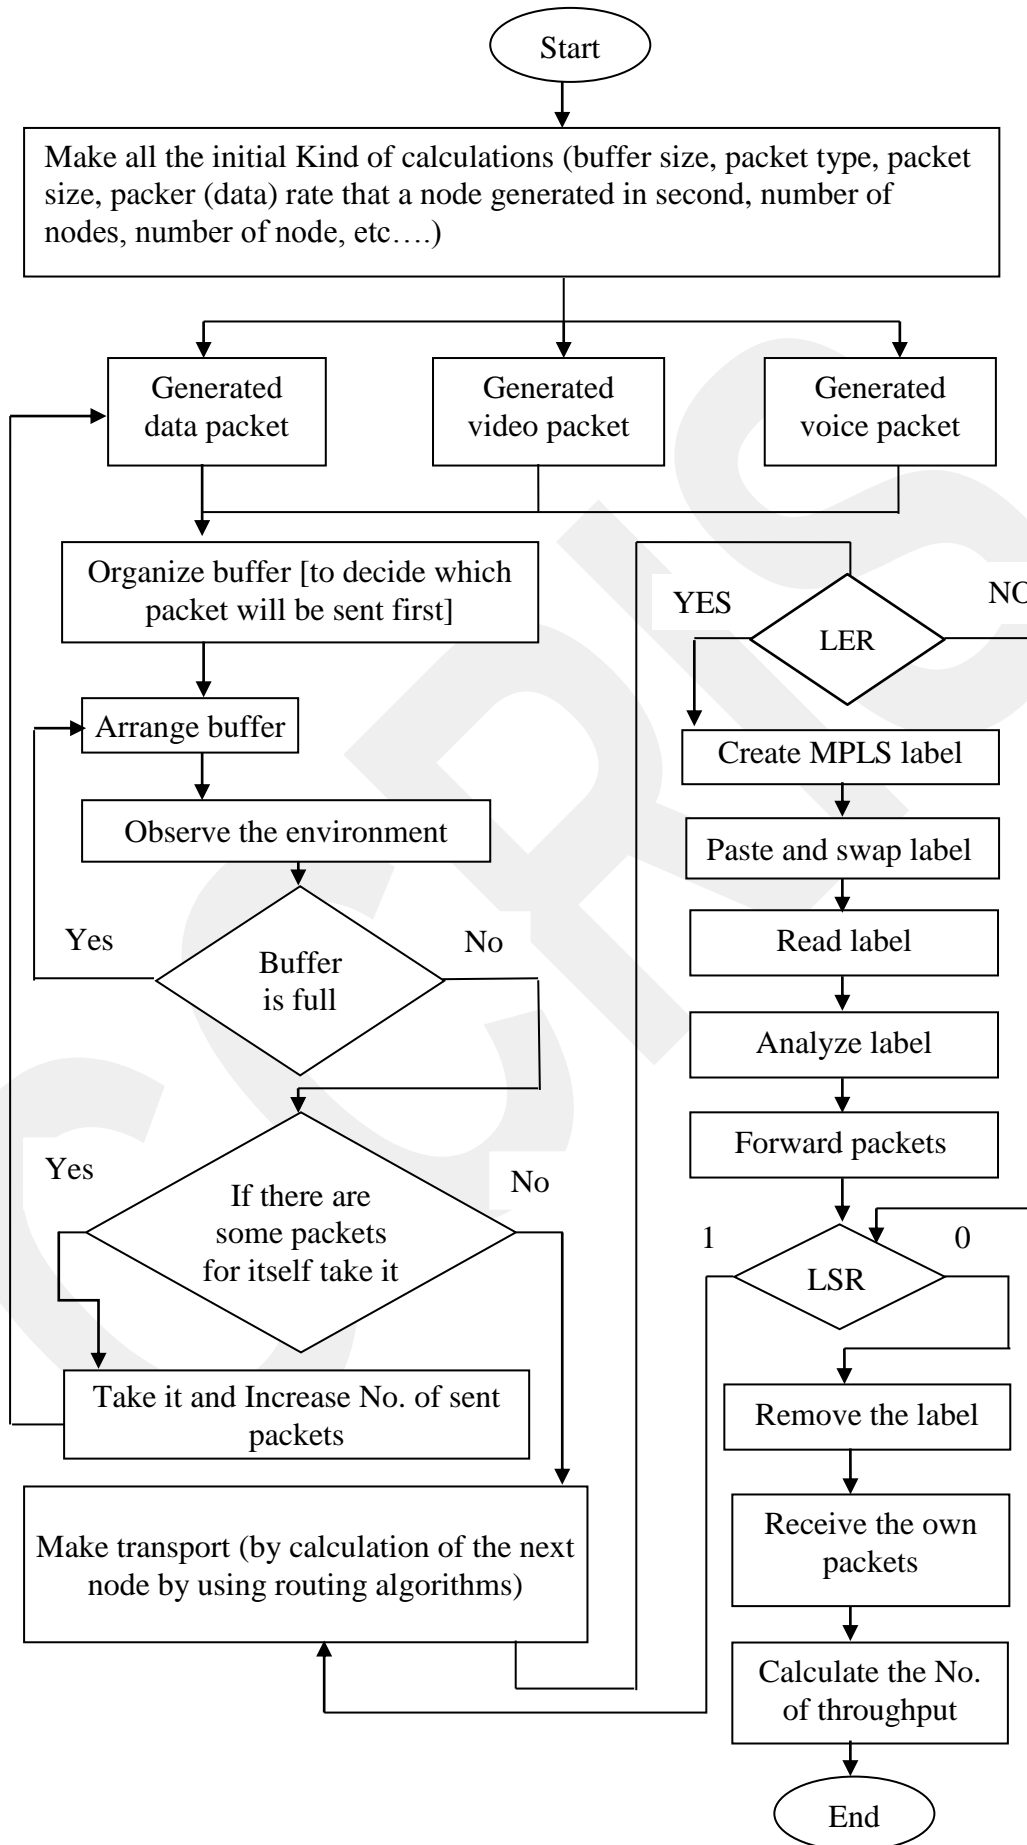 Start
Make all the initial Kind of calculations (buffer size, packet type, packet
size, packer (data) rate that a node generated in second, number of
nodes, number of node, etc….)
Generated
data packet
Generated
video packet
Generated
voice packet
Organize buffer [to decide which
packet will be sent first]
Arrange buffer
Observe the environment
Yes
No
Buffer
is full
Yes
No
If there are
some packets
for itself take it
Take it and Increase No. of sent
packets
Make transport (by calculation of the next
node by using routing algorithms)
YES
NO
LER
Create MPLS label
Paste and swap label
Read label
Analyze label
Forward packets
1
0
LSR
Remove the label
Receive the own
packets
Calculate the No.
of throughput
End